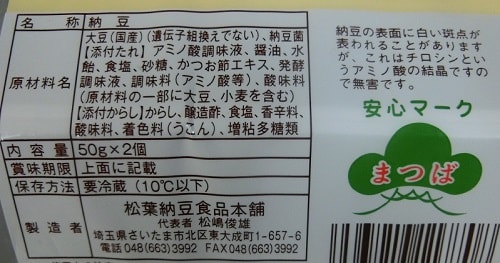 名称 納豆
大豆(国産)(遺伝子組換えでない)、納豆菌
【添付たれ】アミノ酸調味液、醤油、水
飴、食塩、砂糖、かつお節エキス、発酵
原材料名 調味液、調味料(アミノ酸等)、酸味料
(原材料の一部に大豆、小麦を含む)
【添付からし】からし、醸造酢、食塩、香辛料、
酸味料、着色料(うこん)、増粘多糖類
内容量 50g×2個
賞味期限 上面に記載
保存方法 要冷蔵(10℃以下)
製造者 松葉納豆食品本舗
代表者 松嶋俊雄
埼玉県さいたま市北区東大成町1-657-6
電話 048(663)3992 FAX 048(663)3992
納豆の表面に白い斑点が
表われることがあります
が、これはチロシンとい
うアミノ酸の結晶ですの
で無害です。
安心マーク
まつば